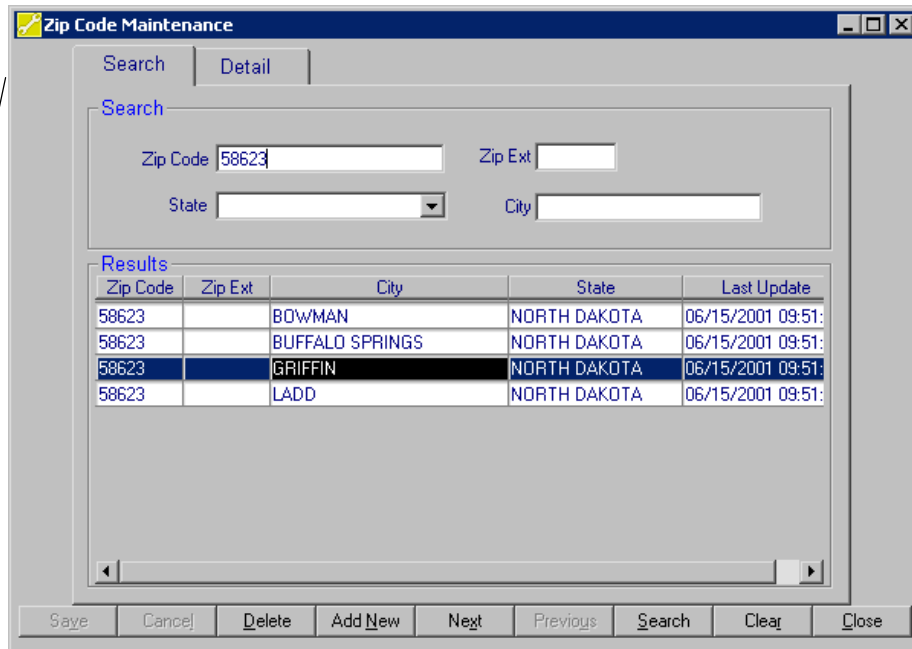 Zip Code Maintenance
Search Detail
Search
Zip Code 58623 Zip Ext
State City
Results
Zip Code Zip Ext City State Last Update
58623 BOWMAN NORTH DAKOTA 06/15/2001 09:51:
58623 BUFFALO SPRINGS NORTH DAKOTA 06/15/2001 09:51:
58623 GRIFFIN NORTH DAKOTA 06/15/2001 09:51:
58623 LADD NORTH DAKOTA 06/15/2001 09:51:
Save Cancel Delete Add New Next Previous Search Clear Close